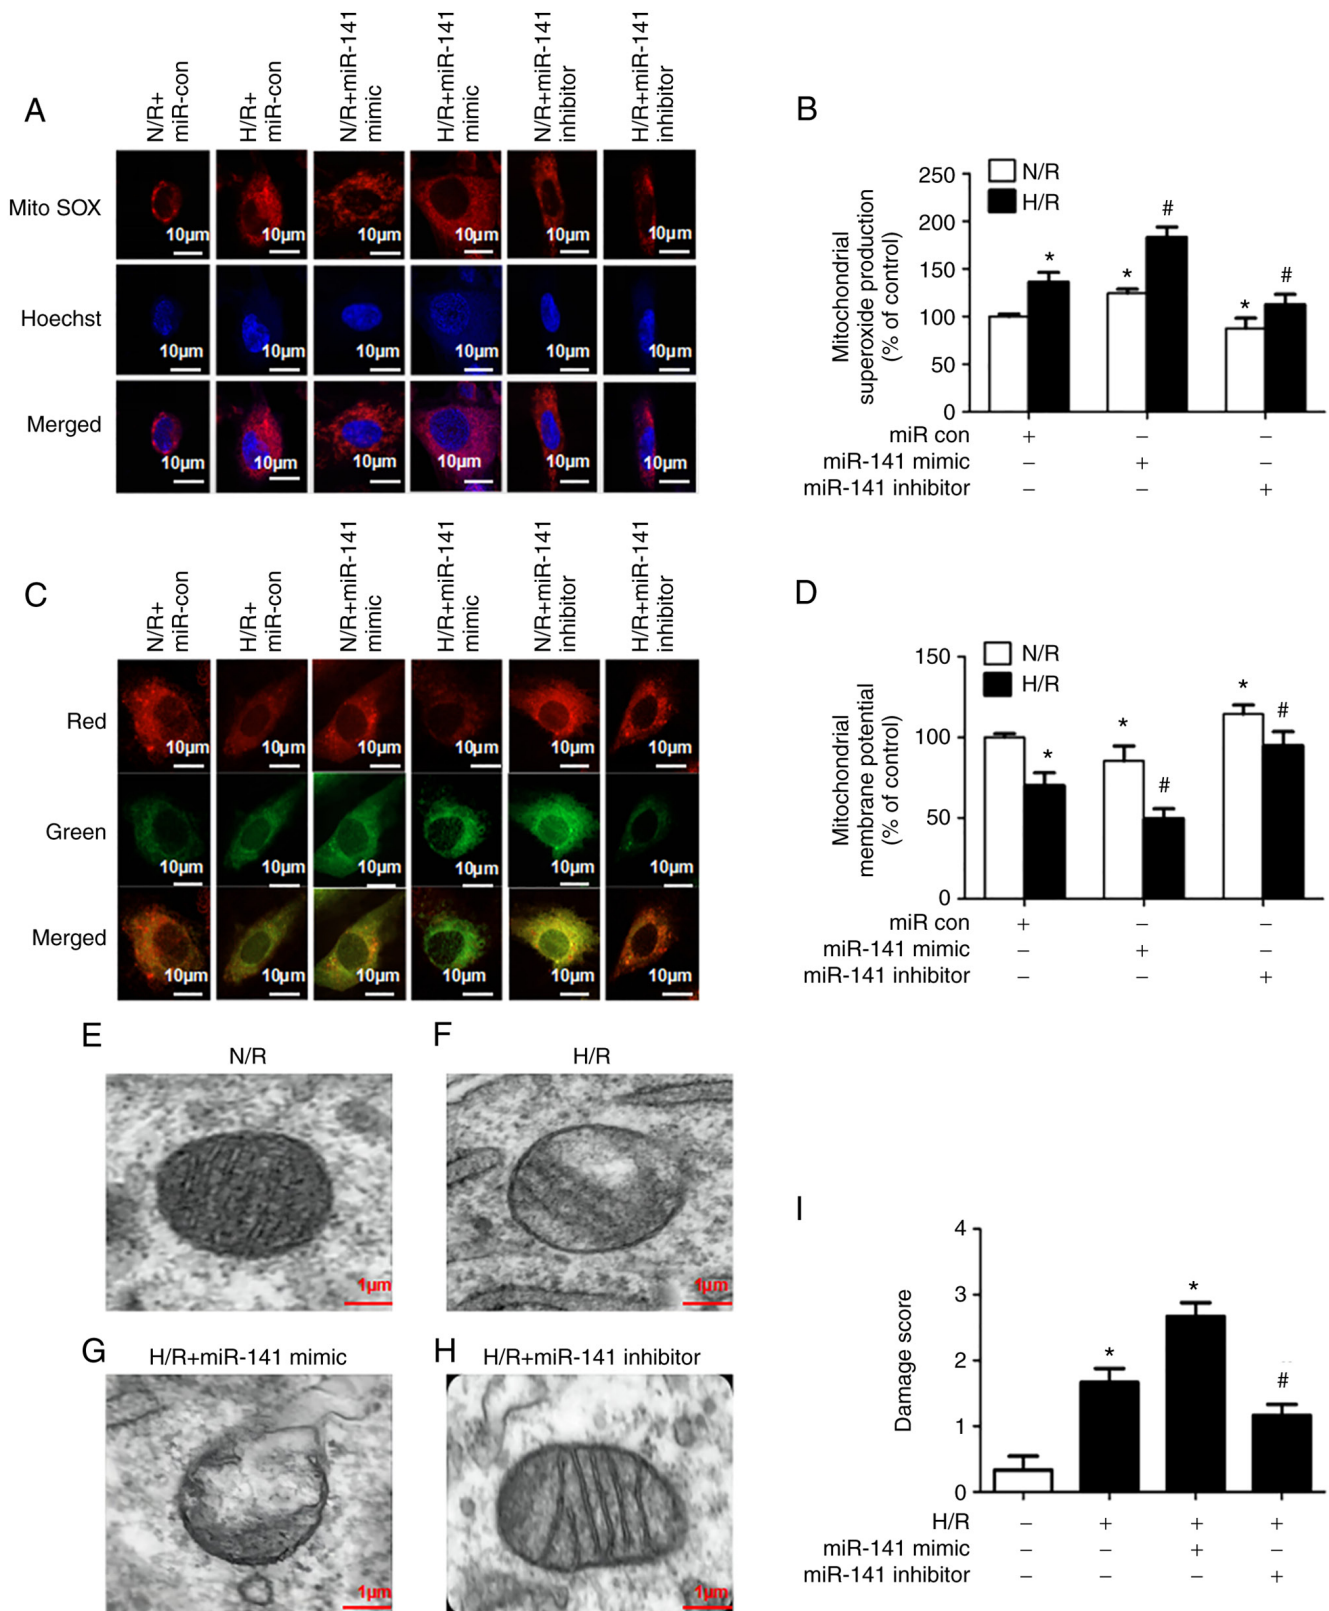 A
N/R+
miR-con
H/R+
miR-con
N/R+miR-141
mimic
H/R+miR-141
mimic
N/R+miR-141
inhibitor
H/R+miR-141
inhibitor
Mito SOX
10µm 10µm 10µm 10µm 10µm 10µm
Hoechst
10µm 10µm 10µm 10µm 10µm 10µm
Merged
10µm 10µm 10µm 10µm 10µm 10µm
B
Mitochondrial
superoxide production
(% of control)
250
200
150
100
50
0
N/R
H/R
* * # * #
miR con + – –
miR-141 mimic – + –
miR-141 inhibitor – – +
C
N/R+
miR-con
H/R+
miR-con
N/R+miR-141
mimic
H/R+miR-141
mimic
N/R+miR-141
inhibitor
H/R+miR-141
inhibitor
Red
10µm 10µm 10µm 10µm 10µm 10µm
Green
10µm 10µm 10µm 10µm 10µm 10µm
Merged
10µm 10µm 10µm 10µm 10µm 10µm
D
Mitochondrial
membrane potential
(% of control)
150
100
50
0
N/R
H/R
* * # * #
miR con + – –
miR-141 mimic – + –
miR-141 inhibitor – – +
E
N/R
1µm
F
H/R
1µm
G
H/R+miR-141 mimic
1µm
H
H/R+miR-141 inhibitor
1µm
I
Damage score
4
3
2
1
0
* * #
H/R – + + +
miR-141 mimic – – + –
miR-141 inhibitor – – – +